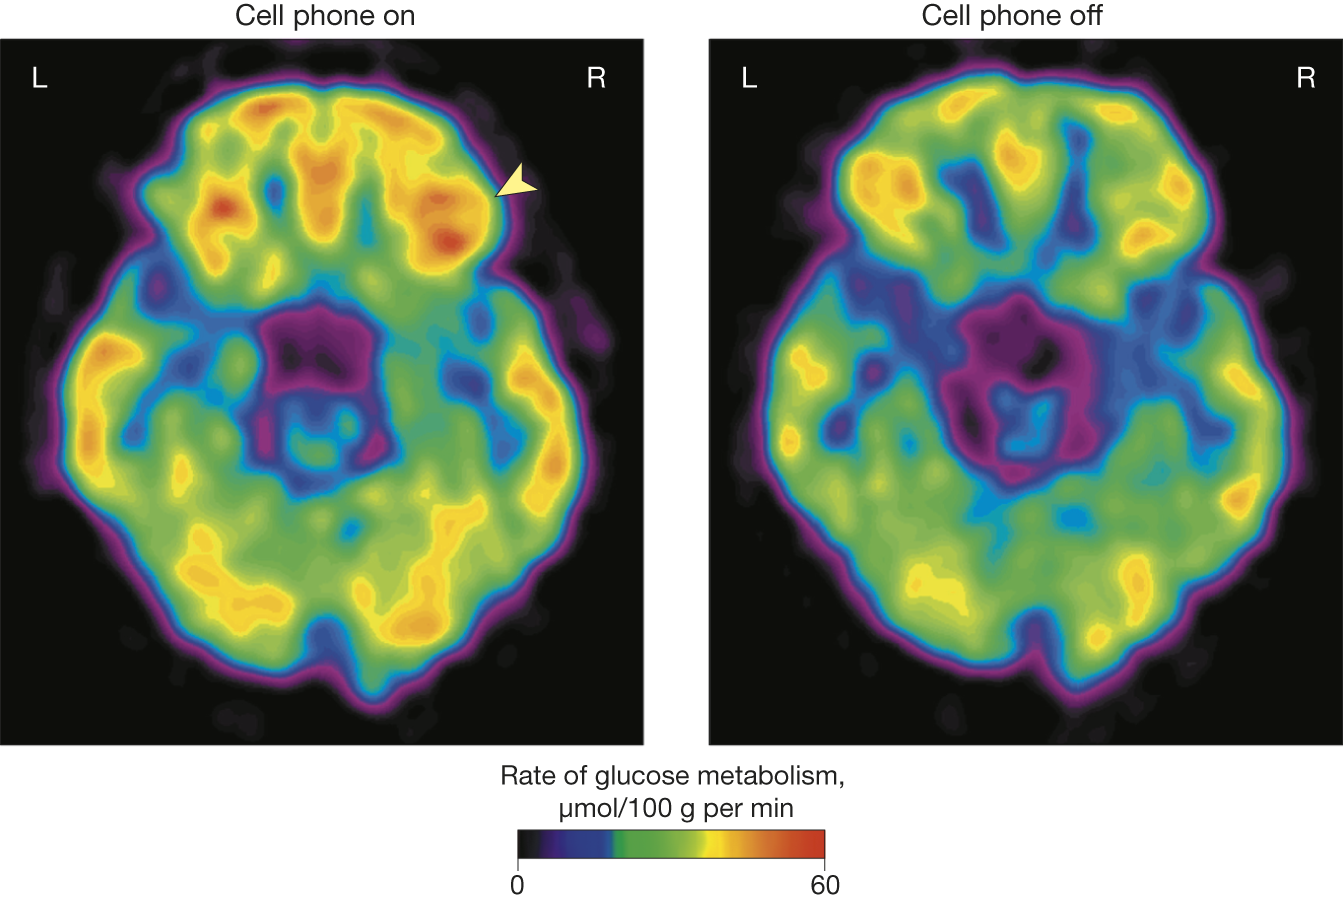 Cell phone on
Cell phone off
L
R
L
R
Rate of glucose metabolism,
µmol/100 g per min
0
60